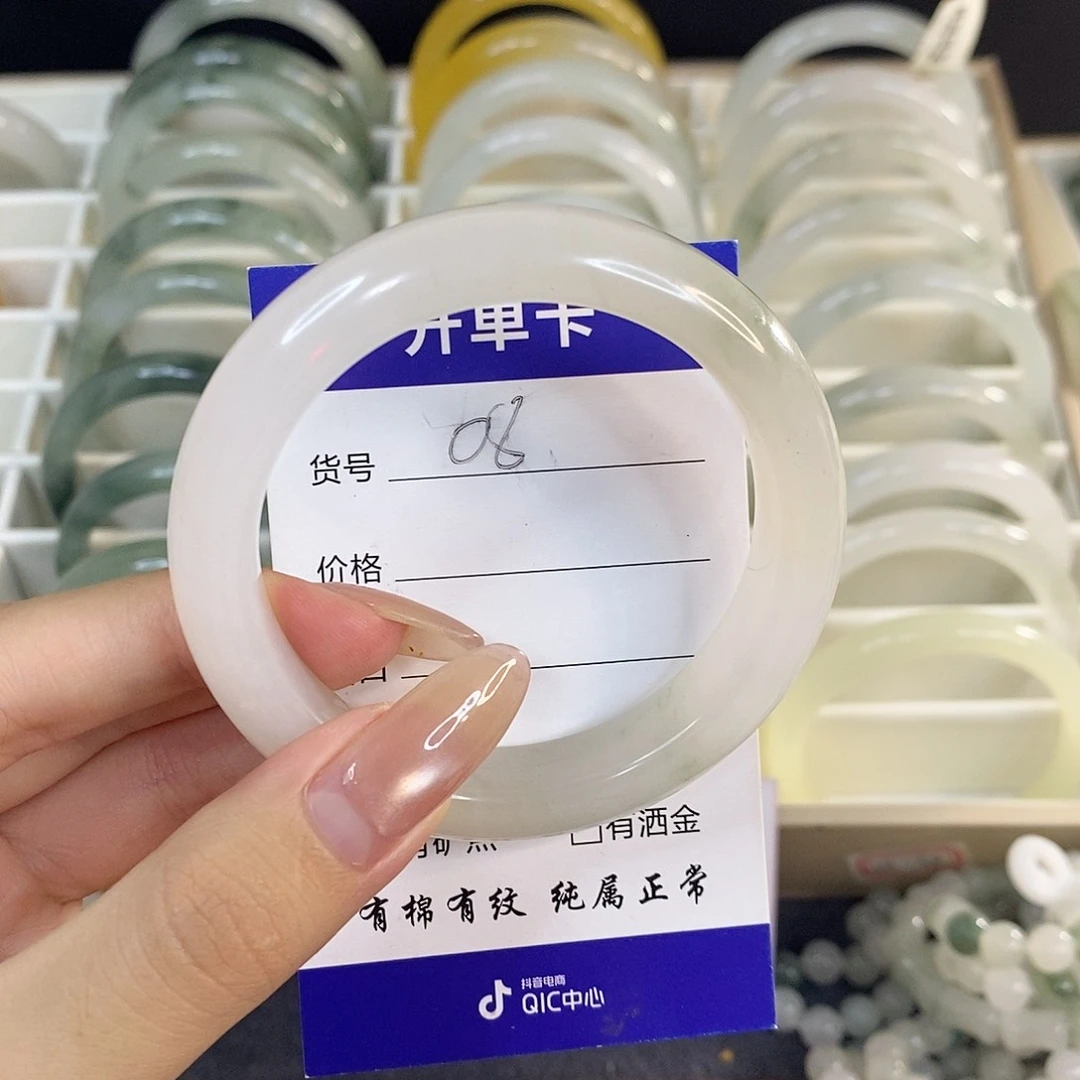 开单卡
货号 08
价格
有洒金
有棉有纹 纯属正常
抖音电商
QIC中心